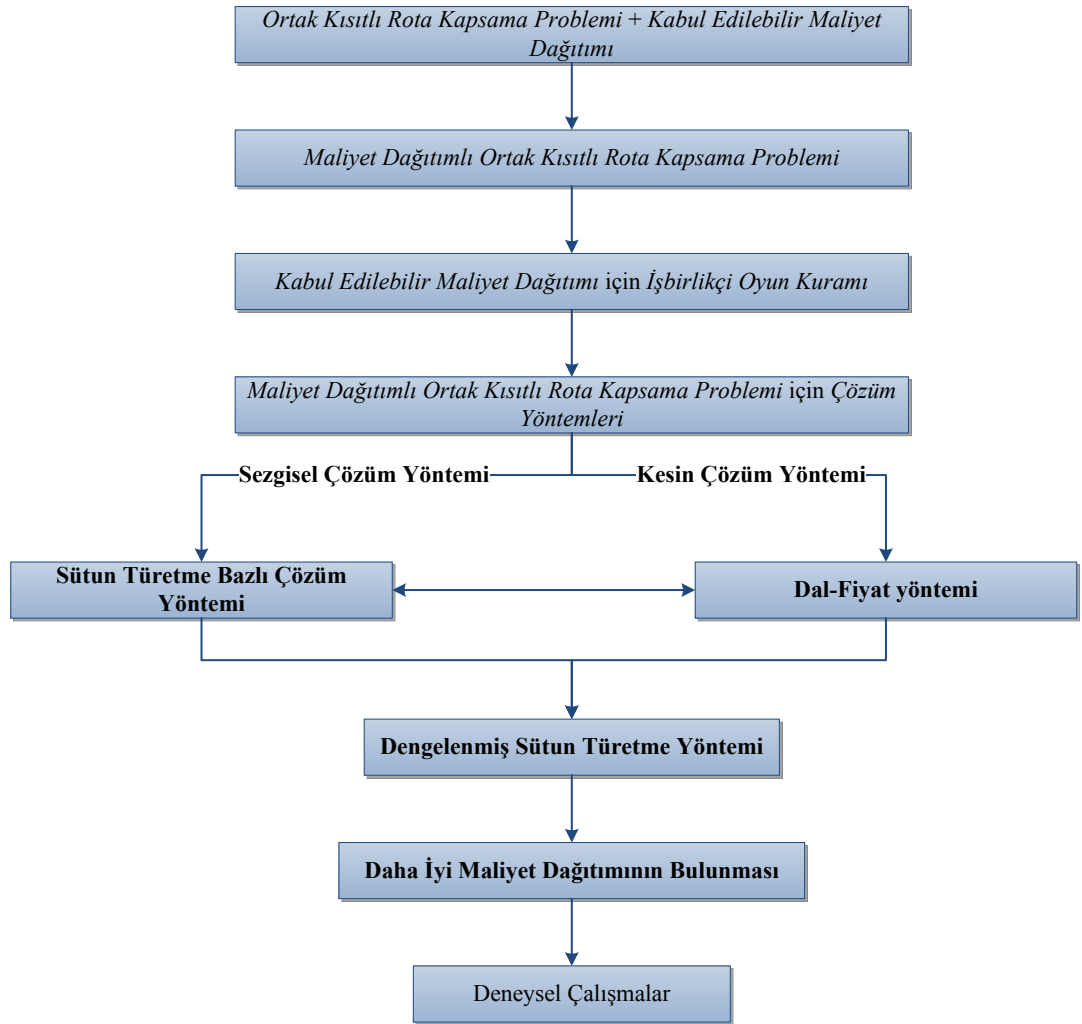 Ortak Kısıtlı Rota Kapsama Problemi + Kabul Edilebilir Maliyet
Dağıtımı
Maliyet Dağıtımlı Ortak Kısıtlı Rota Kapsama Problemi
Kabul Edilebilir Maliyet Dağıtımı için İşbirlikçi Oyun Kuramı
Maliyet Dağıtımlı Ortak Kısıtlı Rota Kapsama Problemi için Çözüm
Yöntemleri
Sezgisel Çözüm Yöntemi
Kesin Çözüm Yöntemi
Sütun Türetme Bazlı Çözüm
Yöntemi
Dal-Fiyat yöntemi
Dengelenmiş Sütun Türetme Yöntemi
Daha İyi Maliyet Dağıtımının Bulunması
Deneysel Çalışmalar